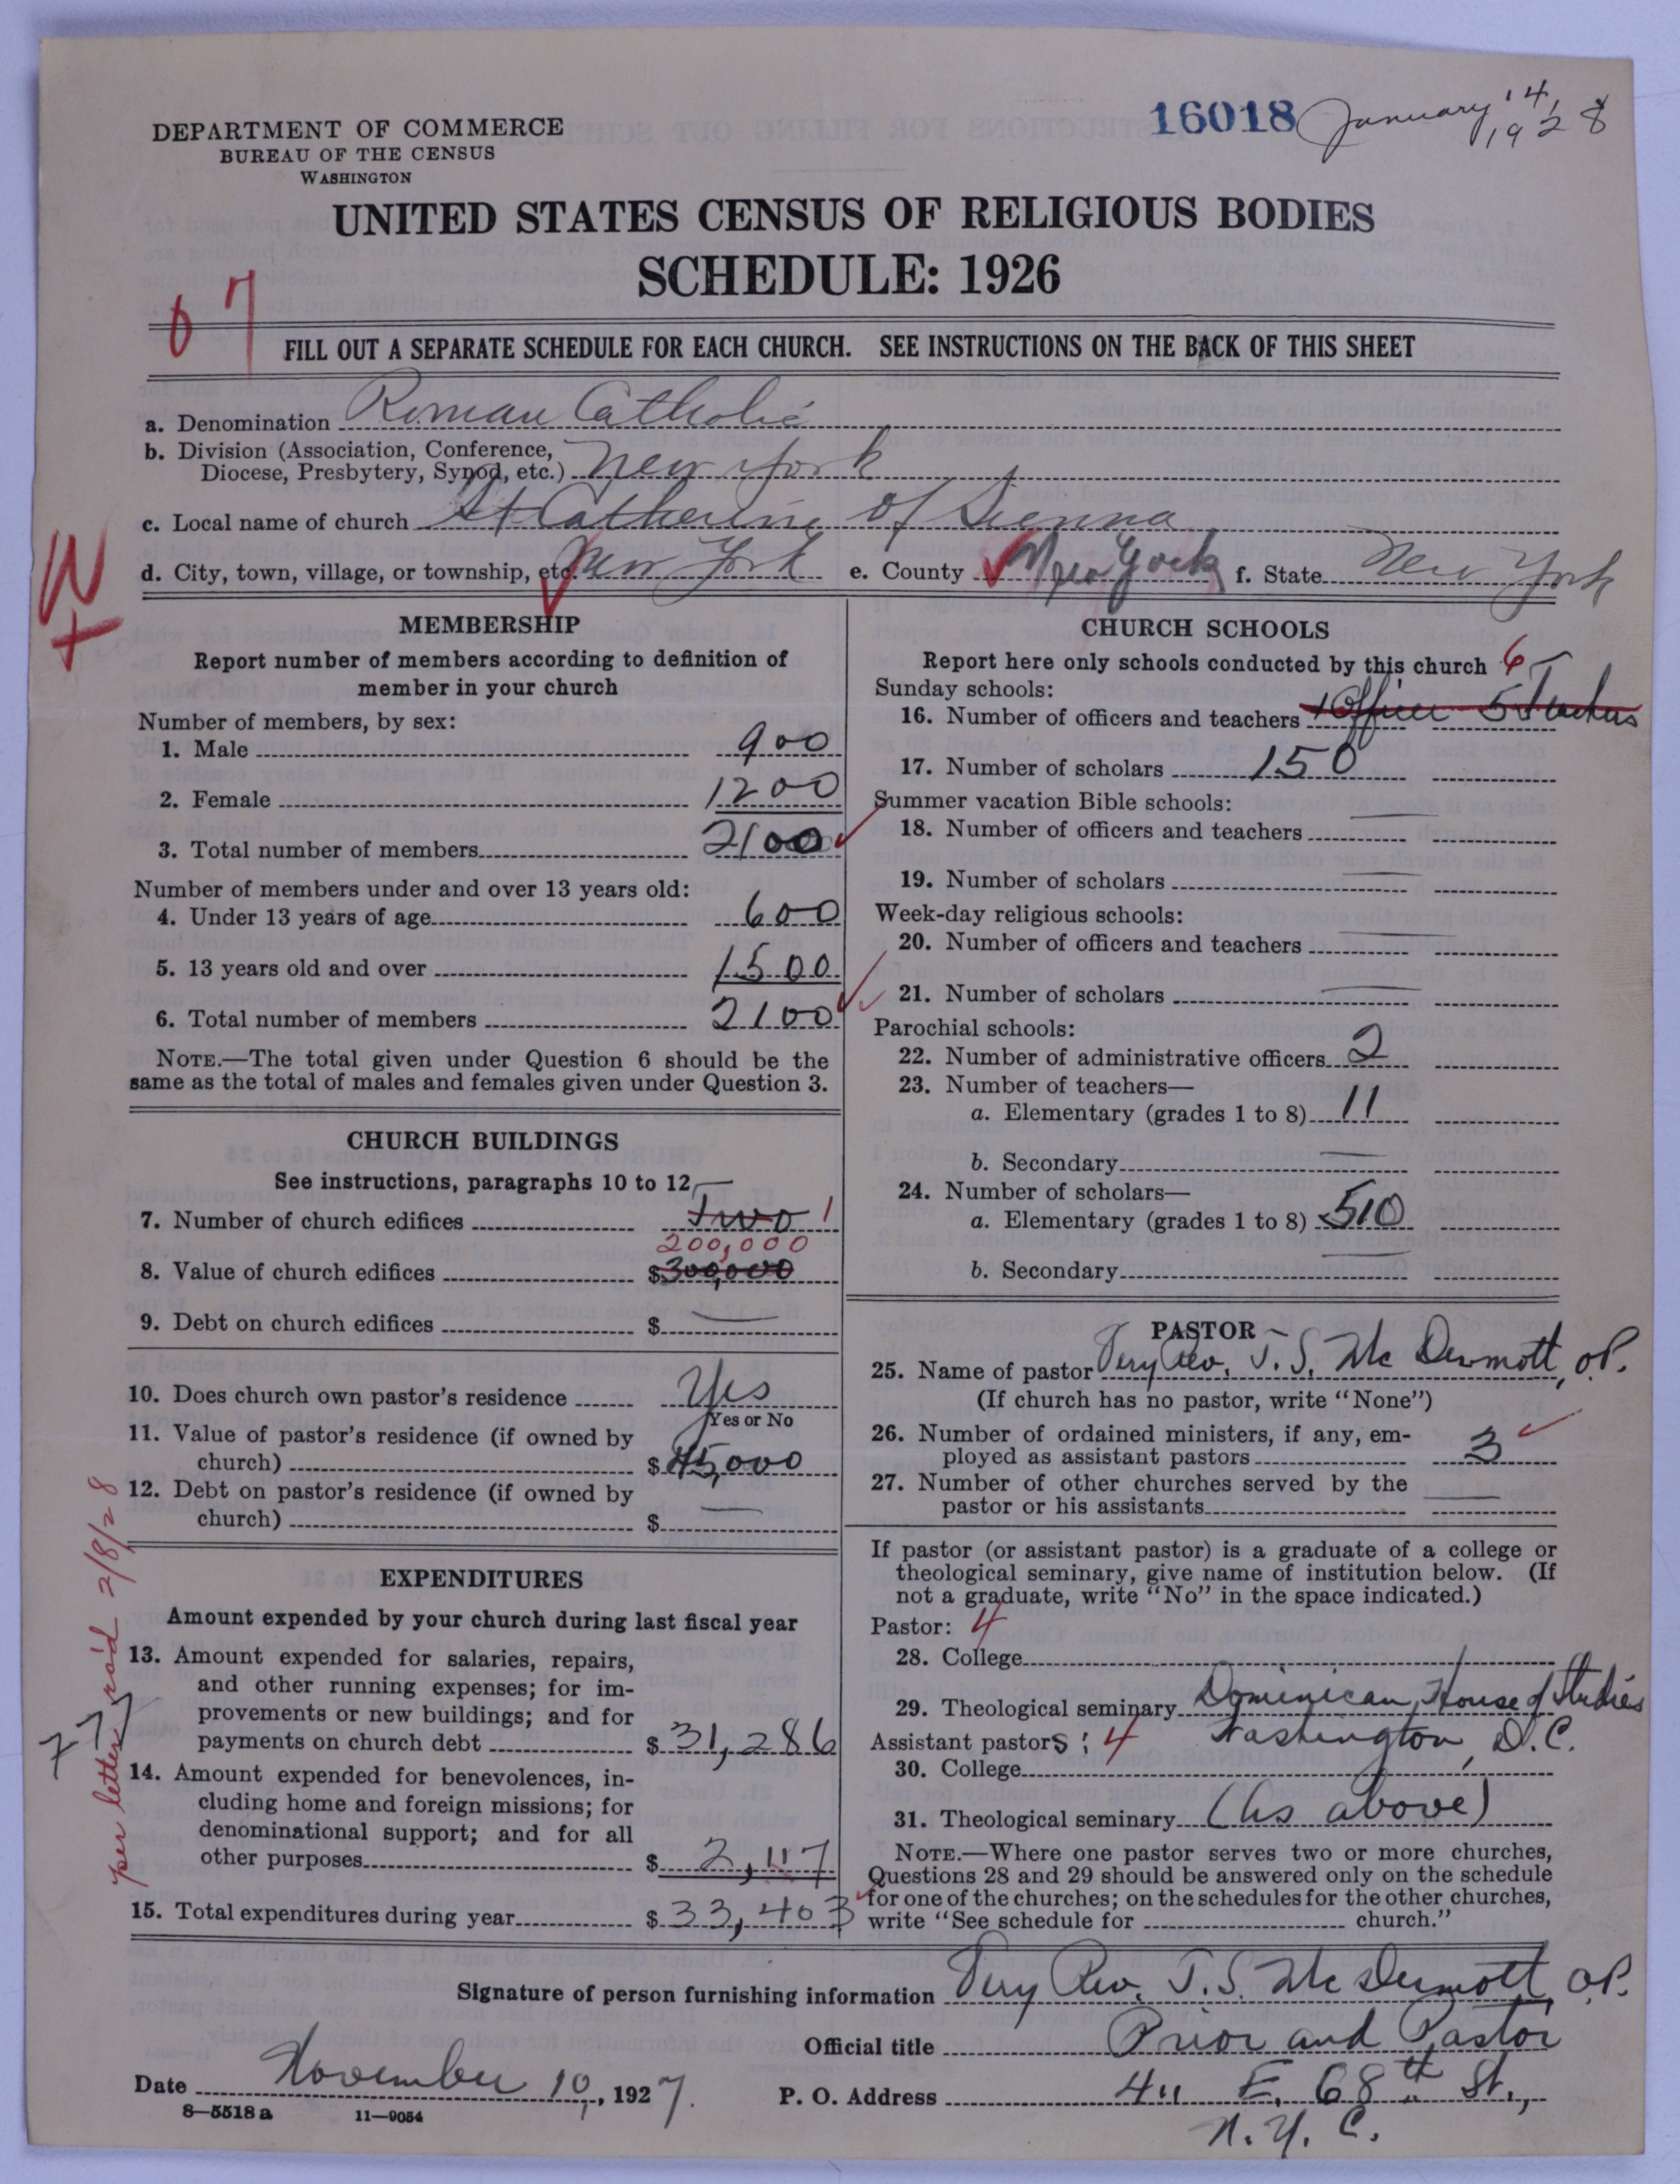 16018 January 14, 1928
DEPARTMENT OF COMMERCE
BUREAU OF THE CENSUS
WASHINGTON
UNITED STATES CENSUS OF RELIGIOUS BODIES
SCHEDULE: 1926
67
FILL OUT A SEPARATE SCHEDULE FOR EACH CHURCH. SEE INSTRUCTIONS ON THE BACK OF THIS SHEET
a. Denomination Roman Catholic
b. Division (Association, Conference,
Diocese, Presbytery, Synod, etc.) New York
c. Local name of church St Catherine of Sienna
d. City, town, village, or township, etc. New York e. County New York f. State New York
MEMBERSHIP
Report number of members according to definition of
member in your church
Number of members, by sex:
1. Male 900
2. Female 1200
3. Total number of members 2100
Number of members under and over 13 years old:
4. Under 13 years of age 600
5. 13 years old and over 1500
6. Total number of members 2100
NOTE.—The total given under Question 6 should be the
same as the total of males and females given under Question 3.
CHURCH BUILDINGS
See instructions, paragraphs 10 to 12
7. Number of church edifices Two 1
200,000
8. Value of church edifices $300,000
9. Debt on church edifices $ —
10. Does church own pastor's residence Yes
Yes or No
11. Value of pastor's residence (if owned by
church) $45,000
12. Debt on pastor's residence (if owned by
church) $ —
per letter rec'd 2/8/28
77
EXPENDITURES
Amount expended by your church during last fiscal year
13. Amount expended for salaries, repairs,
and other running expenses; for im-
provements or new buildings; and for
payments on church debt $31,286
14. Amount expended for benevolences, in-
cluding home and foreign missions; for
denominational support; and for all
other purposes $2,117
15. Total expenditures during year $33,403
CHURCH SCHOOLS
Report here only schools conducted by this church 6
Sunday schools:
16. Number of officers and teachers 1 Officer 5 Teachers
17. Number of scholars 150
Summer vacation Bible schools:
18. Number of officers and teachers —
19. Number of scholars —
Week-day religious schools:
20. Number of officers and teachers —
21. Number of scholars —
Parochial schools:
22. Number of administrative officers 2
23. Number of teachers—
a. Elementary (grades 1 to 8) 11
b. Secondary —
24. Number of scholars—
a. Elementary (grades 1 to 8) 510
b. Secondary —
PASTOR
25. Name of pastor Very Rev. J. S. McDermott, O.P.
(If church has no pastor, write "None")
26. Number of ordained ministers, if any, em-
ployed as assistant pastors 3
27. Number of other churches served by the
pastor or his assistants —
If pastor (or assistant pastor) is a graduate of a college or
theological seminary, give name of institution below. (If
not a graduate, write "No" in the space indicated.)
Pastor: 4
28. College
29. Theological seminary Dominican House of Studies
Assistant pastors: 4 Washington, D.C.
30. College
31. Theological seminary (As above)
NOTE.—Where one pastor serves two or more churches,
Questions 28 and 29 should be answered only on the schedule
for one of the churches; on the schedules for the other churches,
write "See schedule for church."
Signature of person furnishing information Very Rev. J. S. McDermott, O.P.
Official title Prior and Pastor
Date November 10, 1927. P. O. Address 411 E. 68th St.,
8—5518a 11—9054
N. Y. C.